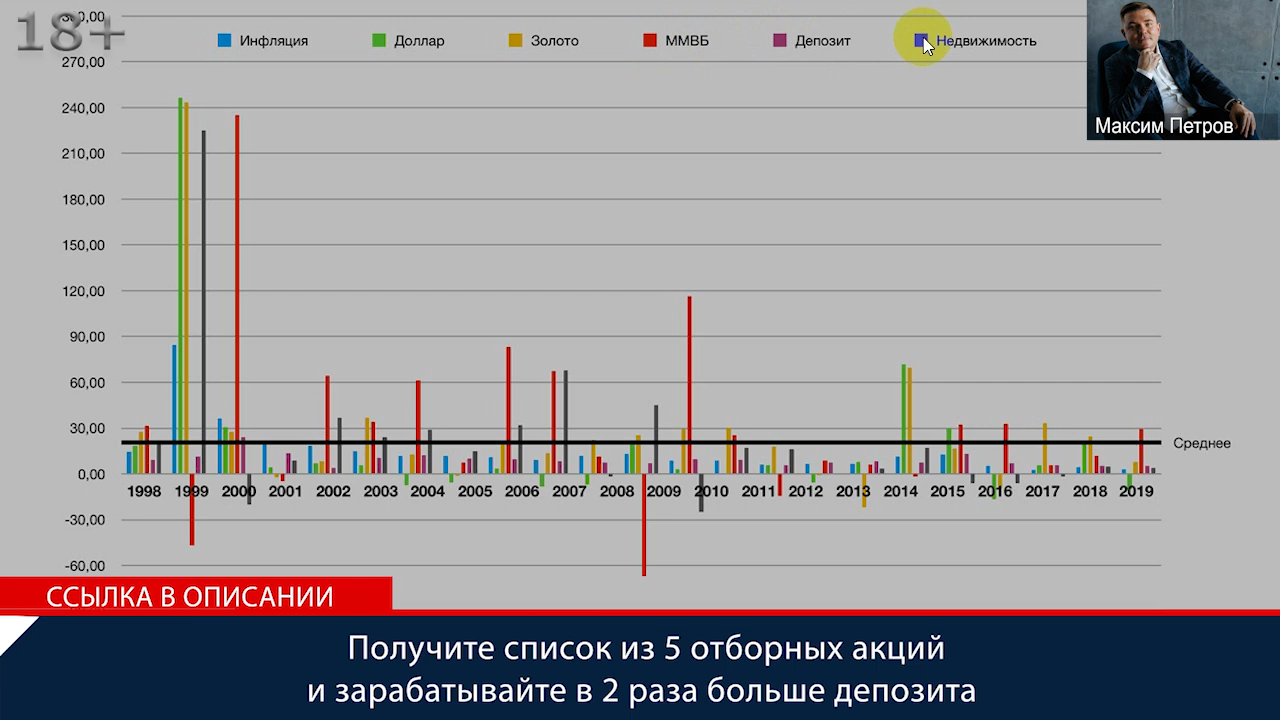 18+
300,00
Инфляция
Доллар
Золото
ММВБ
Депозит
Недвижимость
Максим Петров
270,00
240,00
210,00
180,00
150,00
120,00
90,00
60,00
30,00
Среднее
0,00
1998 1999 2000 2001 2002 2003 2004 2005 2006 2007 2008 2009 2010 2011 2012 2013 2014 2015 2016 2017 2018 2019
-30,00
-60,00
ССЫЛКА В ОПИСАНИИ
Получите список из 5 отборных акций
и зарабатывайте в 2 раза больше депозита